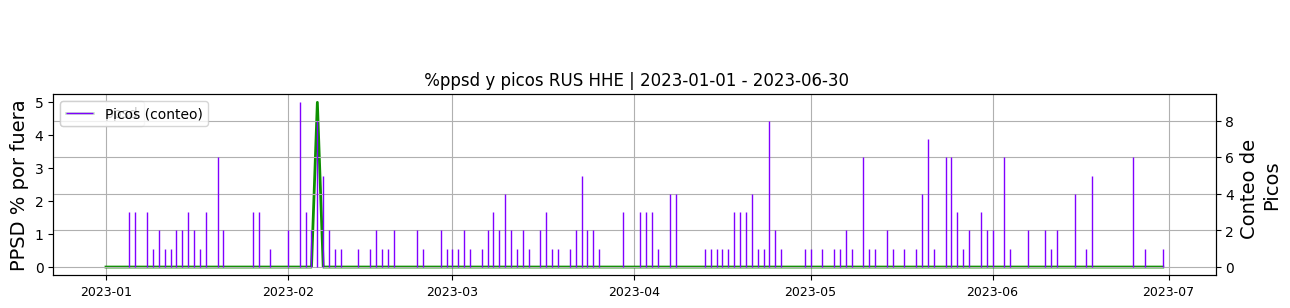 %ppsd y picos RUS HHE | 2023-01-01 - 2023-06-30
Picos (conteo)
PPSD % por fuera
5
4
3
2
1
0
8
6
4
2
0
Conteo de
Picos
2023-01 2023-02 2023-03 2023-04 2023-05 2023-06 2023-07